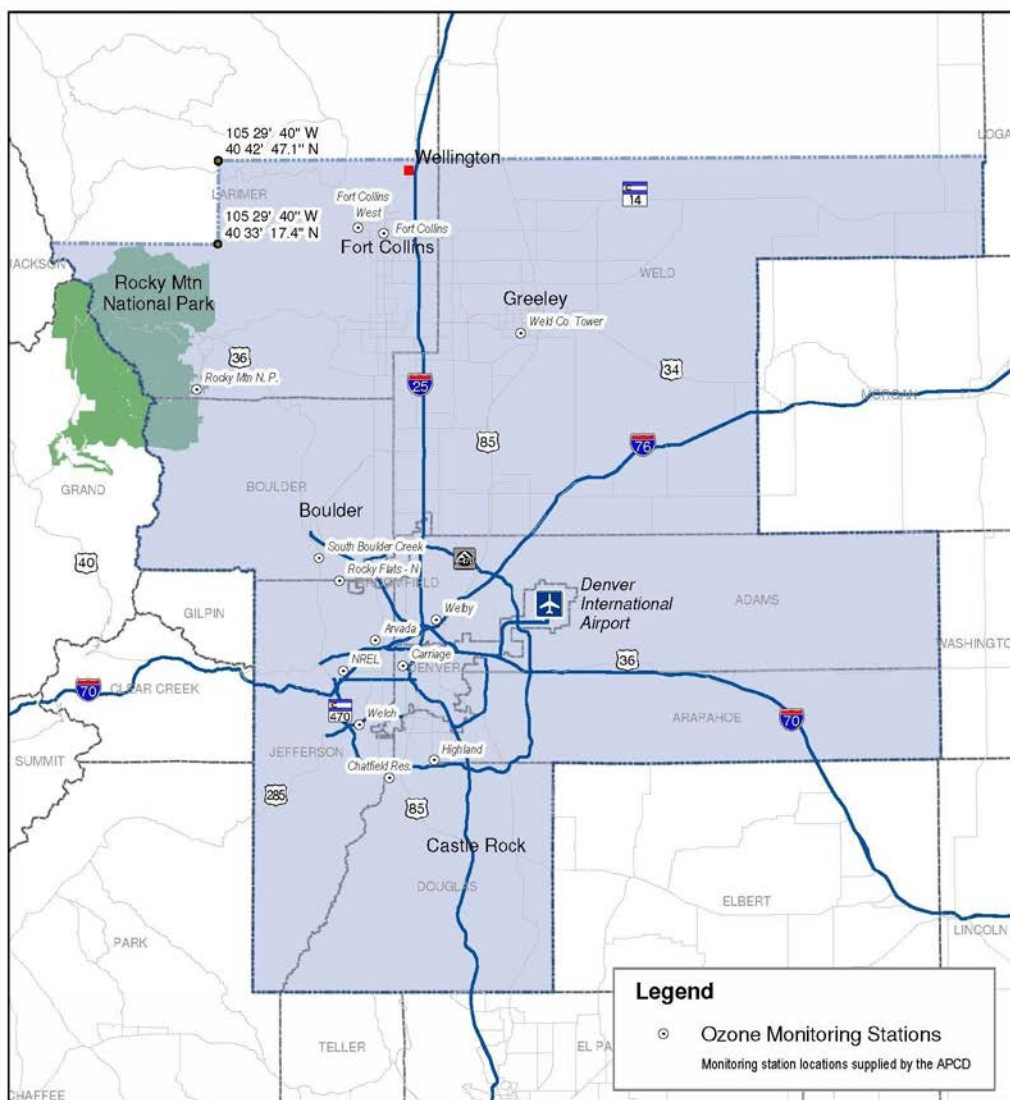 105 29' 40" W
40 42' 47.1" N
Wellington
LOGA
LARIMER
Fort Collins
West
14
105 29' 40" W
40 33' 17.4" N
Fort Collins
Fort Collins
JACKSON
WELD
Rocky Mtn
National Park
Greeley
Weld Co. Tower
36
34
Rocky Mtn N. P.
25
MORGAN
85
76
GRAND
BOULDER
Boulder
South Boulder Creek
470
40
Rocky Flats - N
Denver
International
Airport
ADAMS
GILPIN
Welby
Arvada
WASHINGTON
NREL
Carriage
DENVER
36
70
CLEAR CREEK
470
Welch
ARAPAHOE
70
JEFFERSON
Highland
SUMMIT
Chatfield Res.
285
85
Castle Rock
DOUGLAS
ELBERT
LINCOLN
PARK
Legend
Ozone Monitoring Stations
Monitoring station locations supplied by the APCD
TELLER
EL PA
CHAFFEE